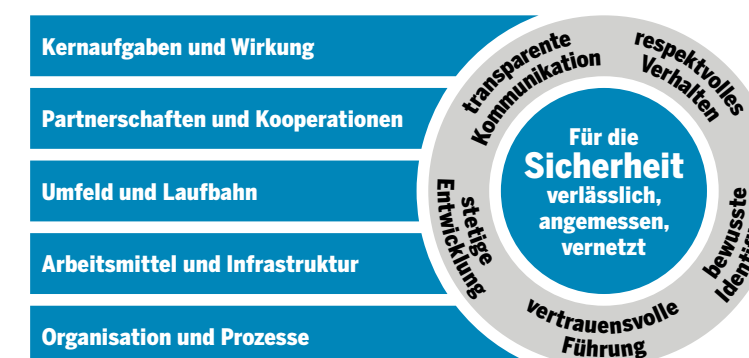 Kernaufgaben und Wirkung
Partnerschaften und Kooperationen
Umfeld und Laufbahn
Arbeitsmittel und Infrastruktur
Organisation und Prozesse
transparente
Kommunikation
respektvolles
Verhalten
bewusste
vertrauensvolle
Führung
stetige
Entwicklung
Für die
Sicherheit
verlässlich,
angemessen,
vernetzt